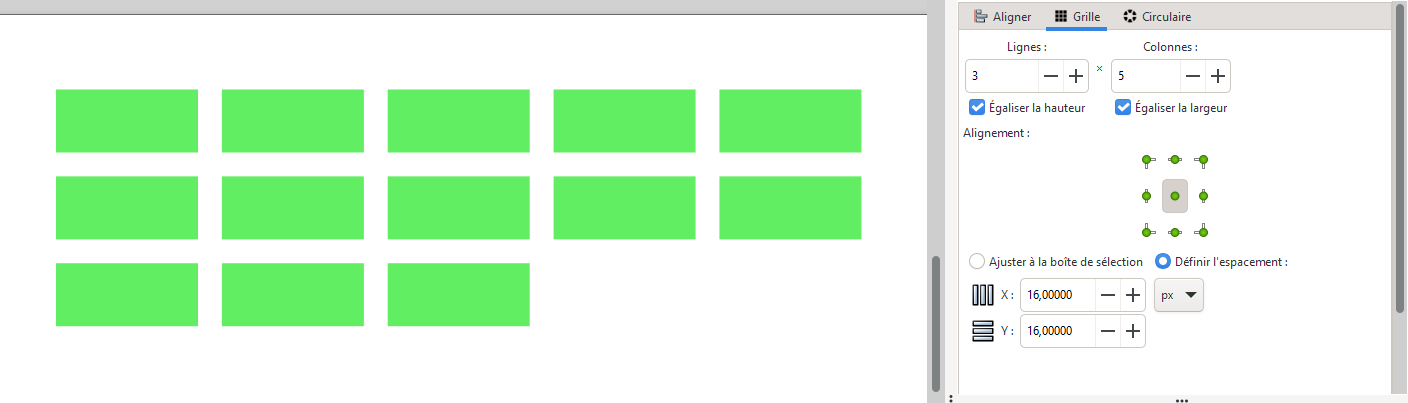 Aligner Grille Circulaire
Lignes : Colonnes :
3 × 5
Égaliser la hauteur Égaliser la largeur
Alignement :
Ajuster à la boîte de sélection Définir l'espacement :
X : 16,00000 px
Y : 16,00000